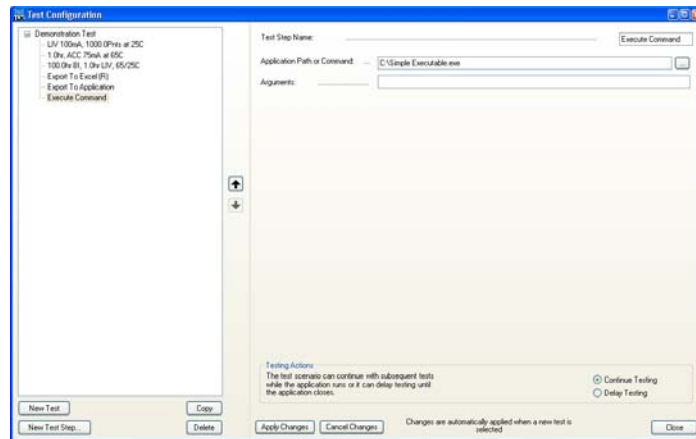 Test Configuration
Demonstration Test
LIV 100mA, 1000.0Pnts at 25C
1.0hr, ACC 75mA at 65C
100.0hr BI, 1.0hr LIV, 65/25C
Export To Excel (R)
Export To Application
Execute Command
Test Step Name:
Execute Command
Application Path or Command:
C:\Simple Executable.exe
...
Arguments:
Testing Actions
The test scenario can continue with subsequent tests
while the application runs or it can delay testing until
the application closes.
Continue Testing
Delay Testing
New Test
Copy
New Test Step...
Delete
Apply Changes
Cancel Changes
Changes are automatically applied when a new test is
selected
Close